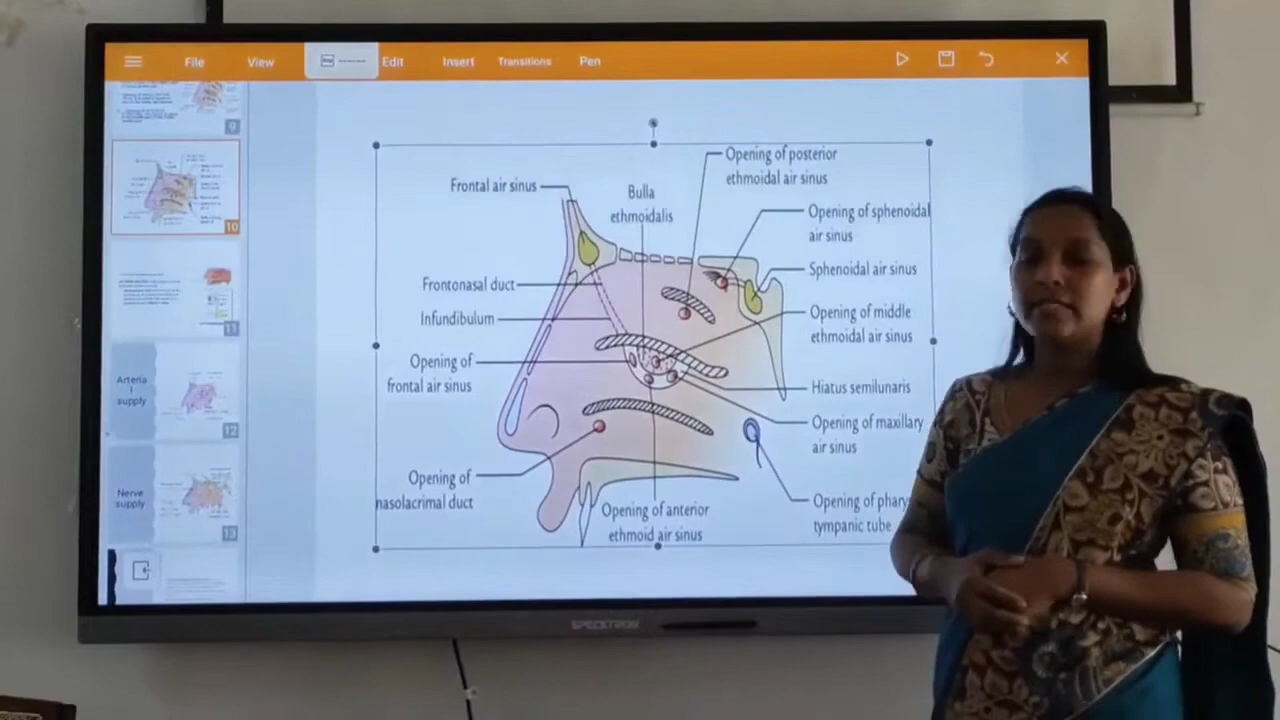 File View Edit Insert Transitions Pen
9
10
11
Arteria
l
supply
12
Nerve
supply
13
Opening of posterior
ethmoidal air sinus
Frontal air sinus
Bulla
ethmoidalis
Opening of sphenoidal
air sinus
Sphenoidal air sinus
Frontonasal duct
Infundibulum
Opening of middle
ethmoidal air sinus
Opening of
frontal air sinus
Hiatus semilunaris
Opening of maxillary
air sinus
Opening of
nasolacrimal duct
Opening of anterior
ethmoid air sinus
Opening of phary
tympanic tube
SPECKTRON